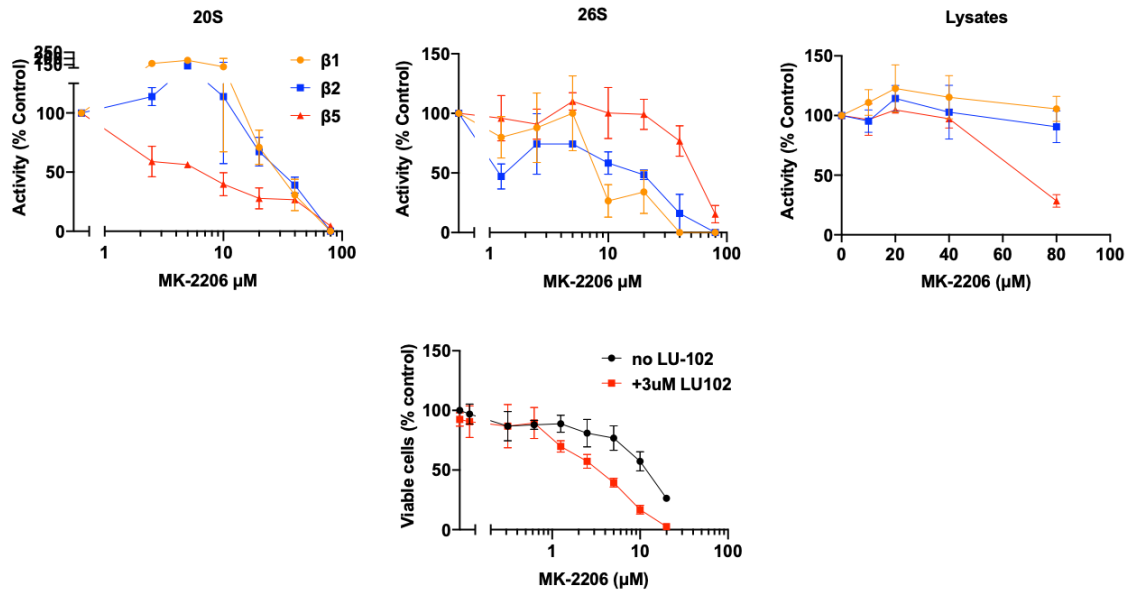 20S
26S
Lysates
Activity (% Control)
250
200
150
100
50
0
1
10
100
MK-2206 µM
β1
β2
β5
Activity (% Control)
150
100
50
0
1
10
100
MK-2206 µM
Activity (% Control)
150
100
50
0
0
20
40
60
80
100
MK-2206 (µM)
Viable cells (% control)
150
100
50
0
1
10
100
MK-2206 (µM)
no LU-102
+3uM LU102